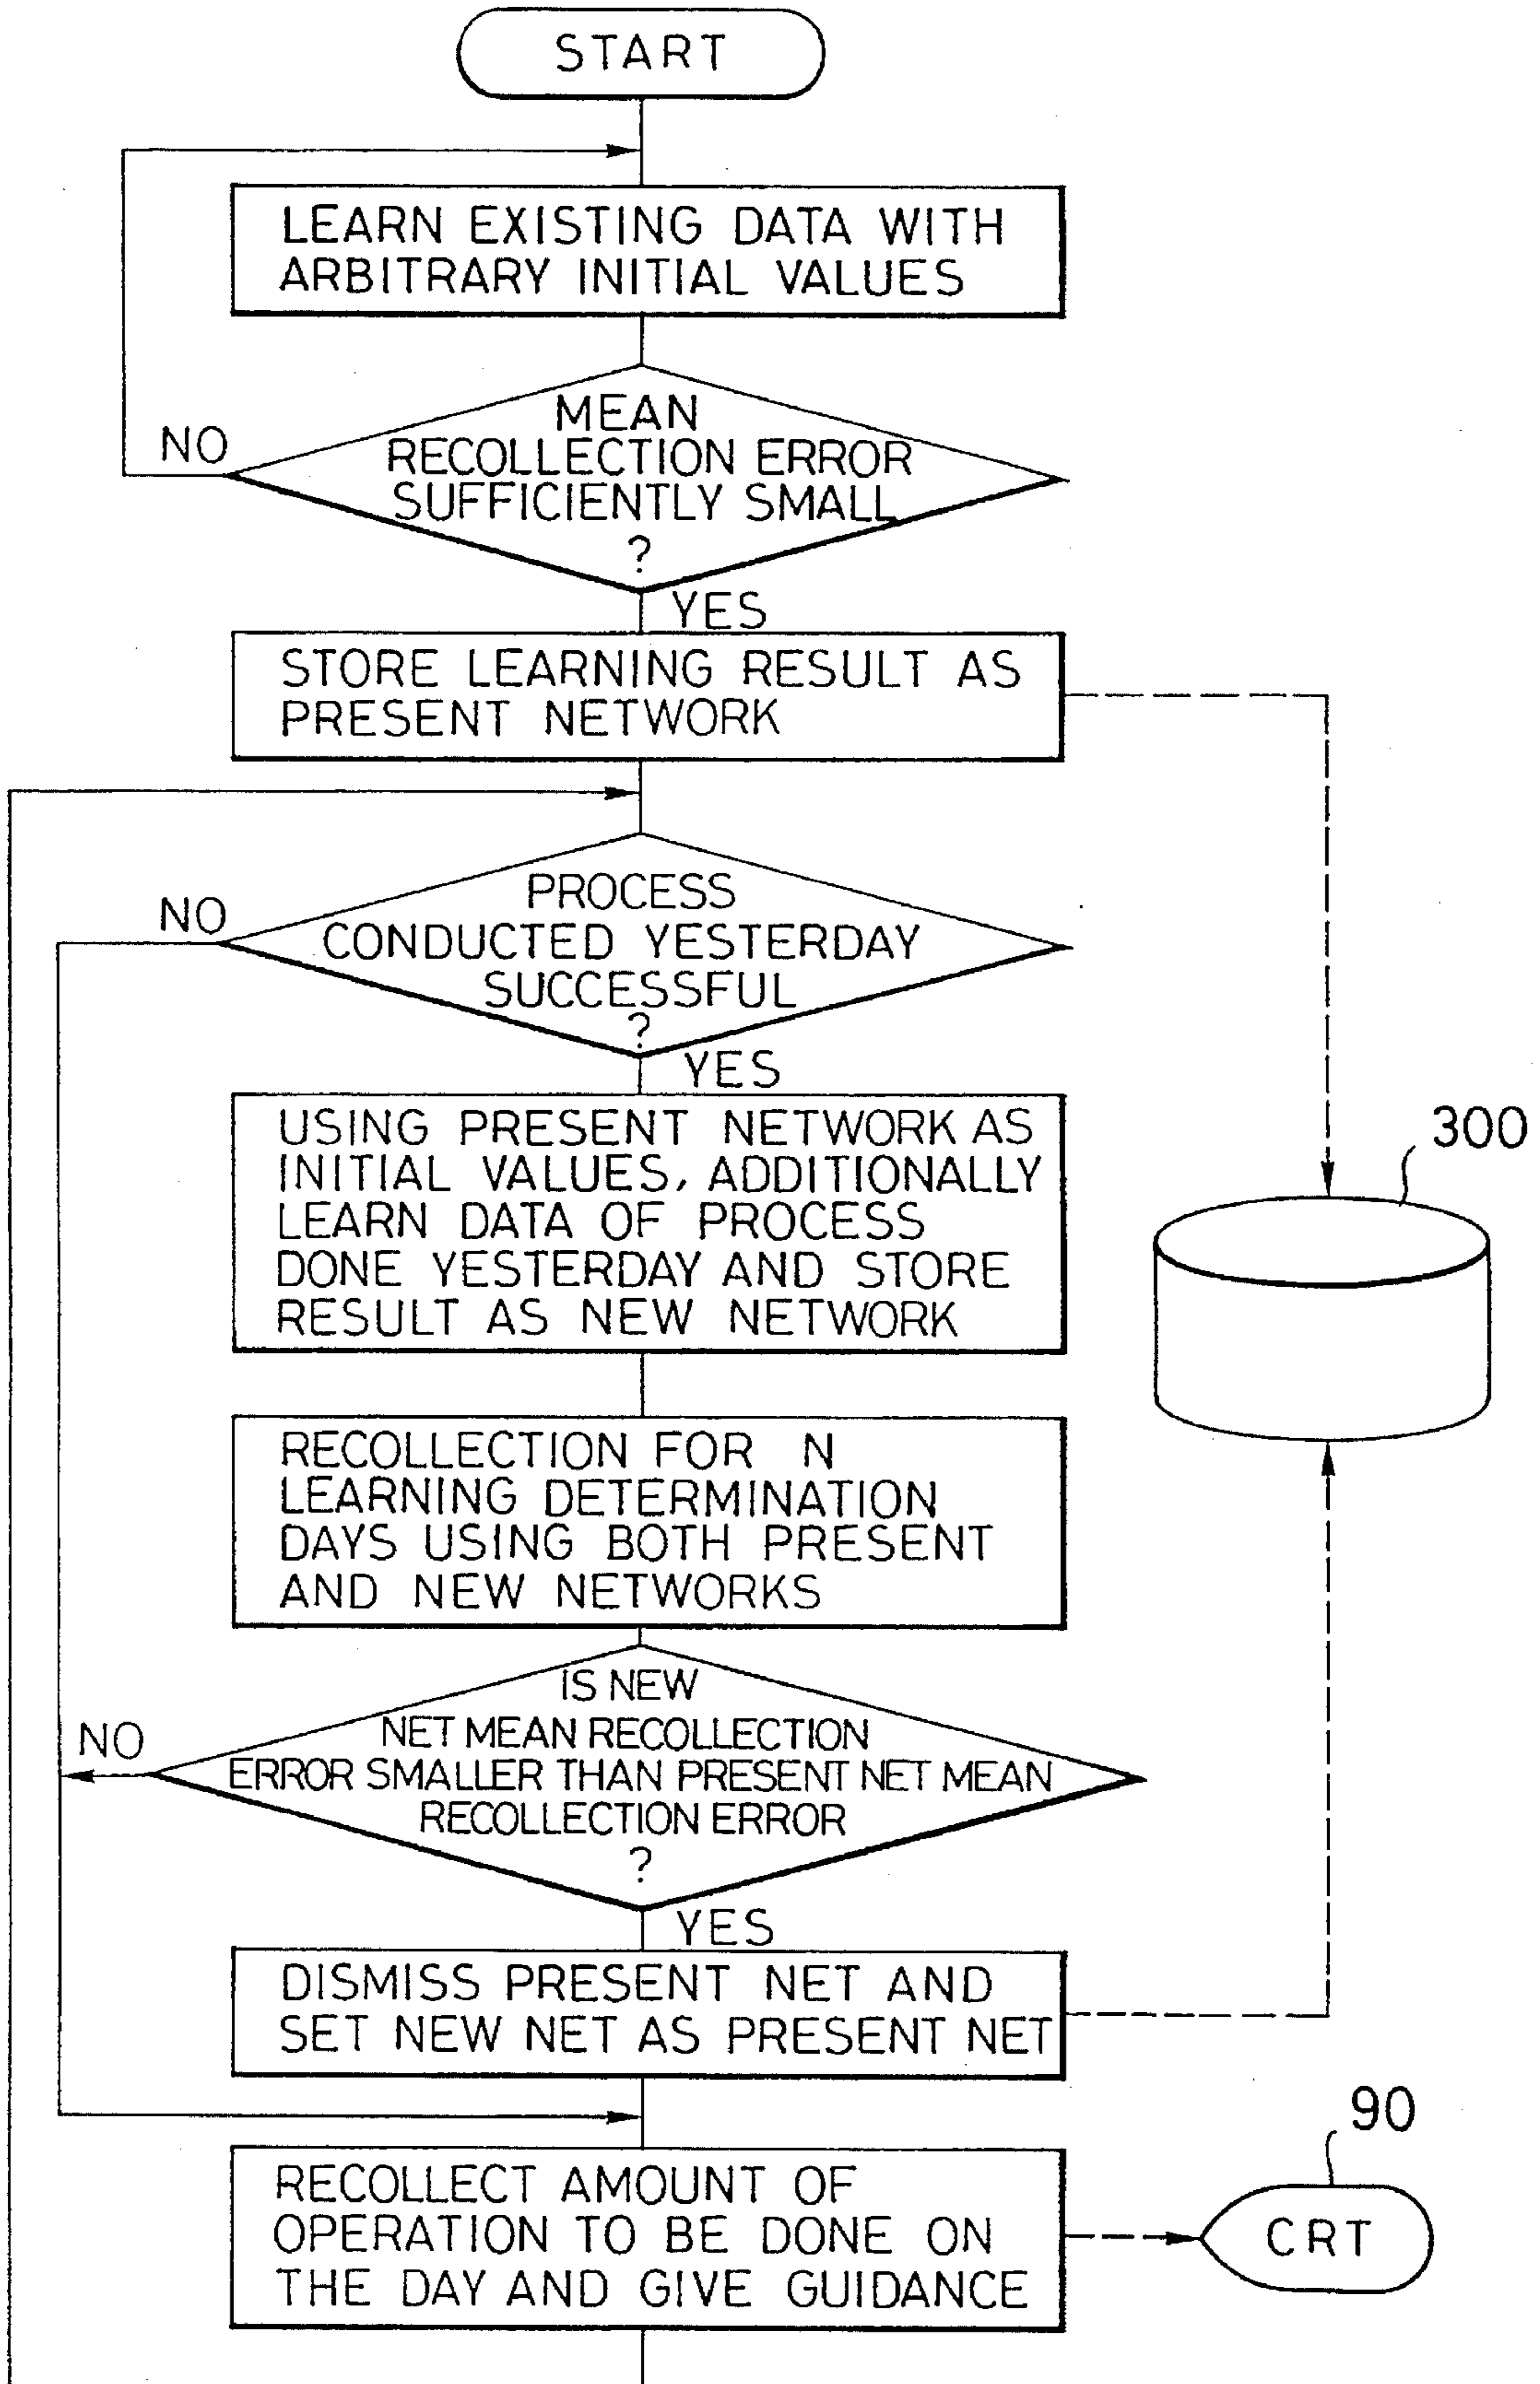 START
LEARN EXISTING DATA WITH
ARBITRARY INITIAL VALUES
MEAN
RECOLLECTION ERROR
SUFFICIENTLY SMALL
?
NO
YES
STORE LEARNING RESULT AS
PRESENT NETWORK
PROCESS
CONDUCTED YESTERDAY
SUCCESSFUL
?
NO
YES
USING PRESENT NETWORK AS
INITIAL VALUES, ADDITIONALLY
LEARN DATA OF PROCESS
DONE YESTERDAY AND STORE
RESULT AS NEW NETWORK
300
RECOLLECTION FOR N
LEARNING DETERMINATION
DAYS USING BOTH PRESENT
AND NEW NETWORKS
IS NEW
NET MEAN RECOLLECTION
ERROR SMALLER THAN PRESENT NET MEAN
RECOLLECTION ERROR
?
NO
YES
DISMISS PRESENT NET AND
SET NEW NET AS PRESENT NET
RECOLLECT AMOUNT OF
OPERATION TO BE DONE ON
THE DAY AND GIVE GUIDANCE
90
CRT